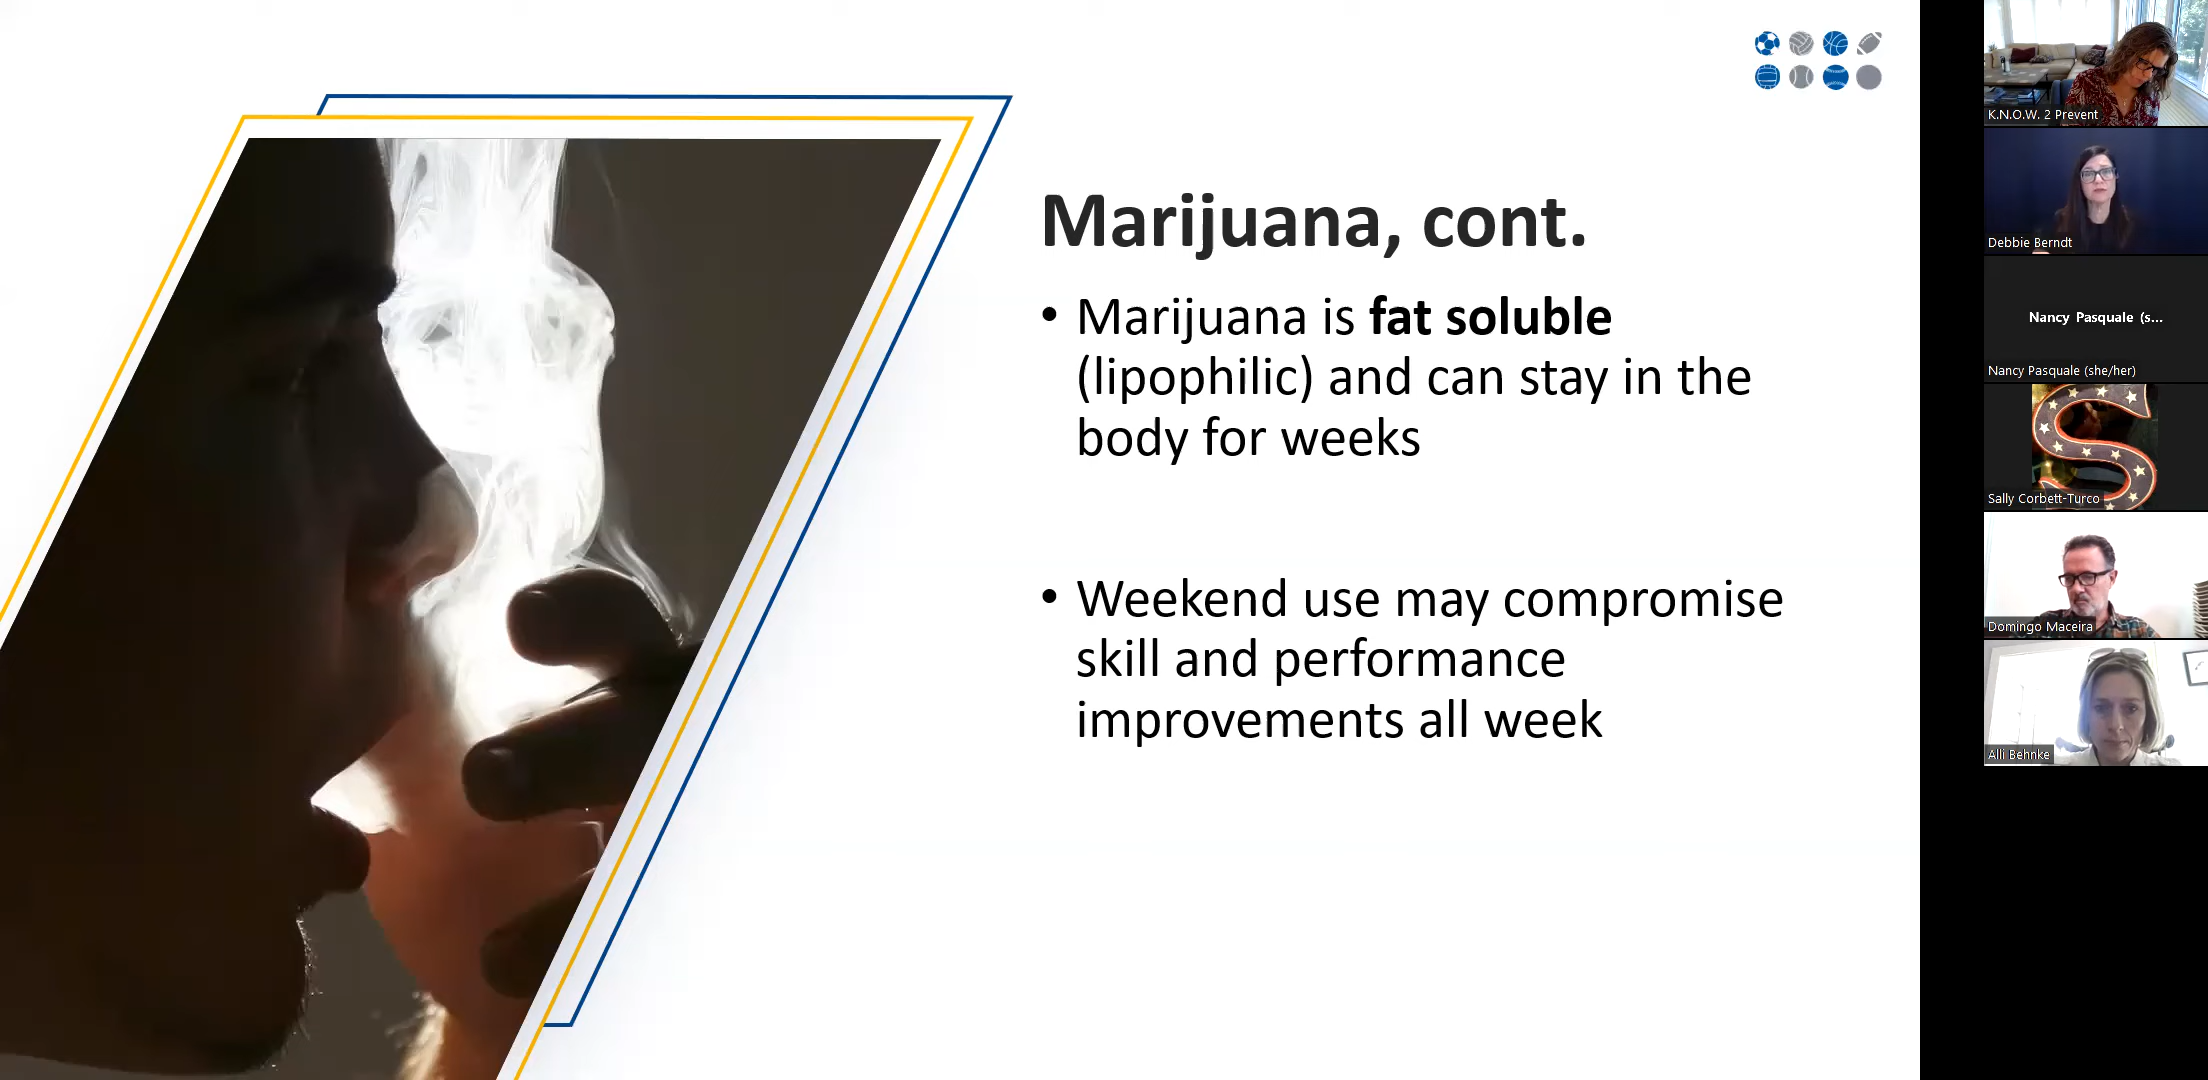 Marijuana, cont.
• Marijuana is fat soluble
(lipophilic) and can stay in the
body for weeks
• Weekend use may compromise
skill and performance
improvements all week
K.N.O.W. 2 Prevent
Debbie Berndt
Nancy Pasquale (s...
Nancy Pasquale (she/her)
S
Sally Corbett-Turco
Domingo Maceira
Alli Behnke